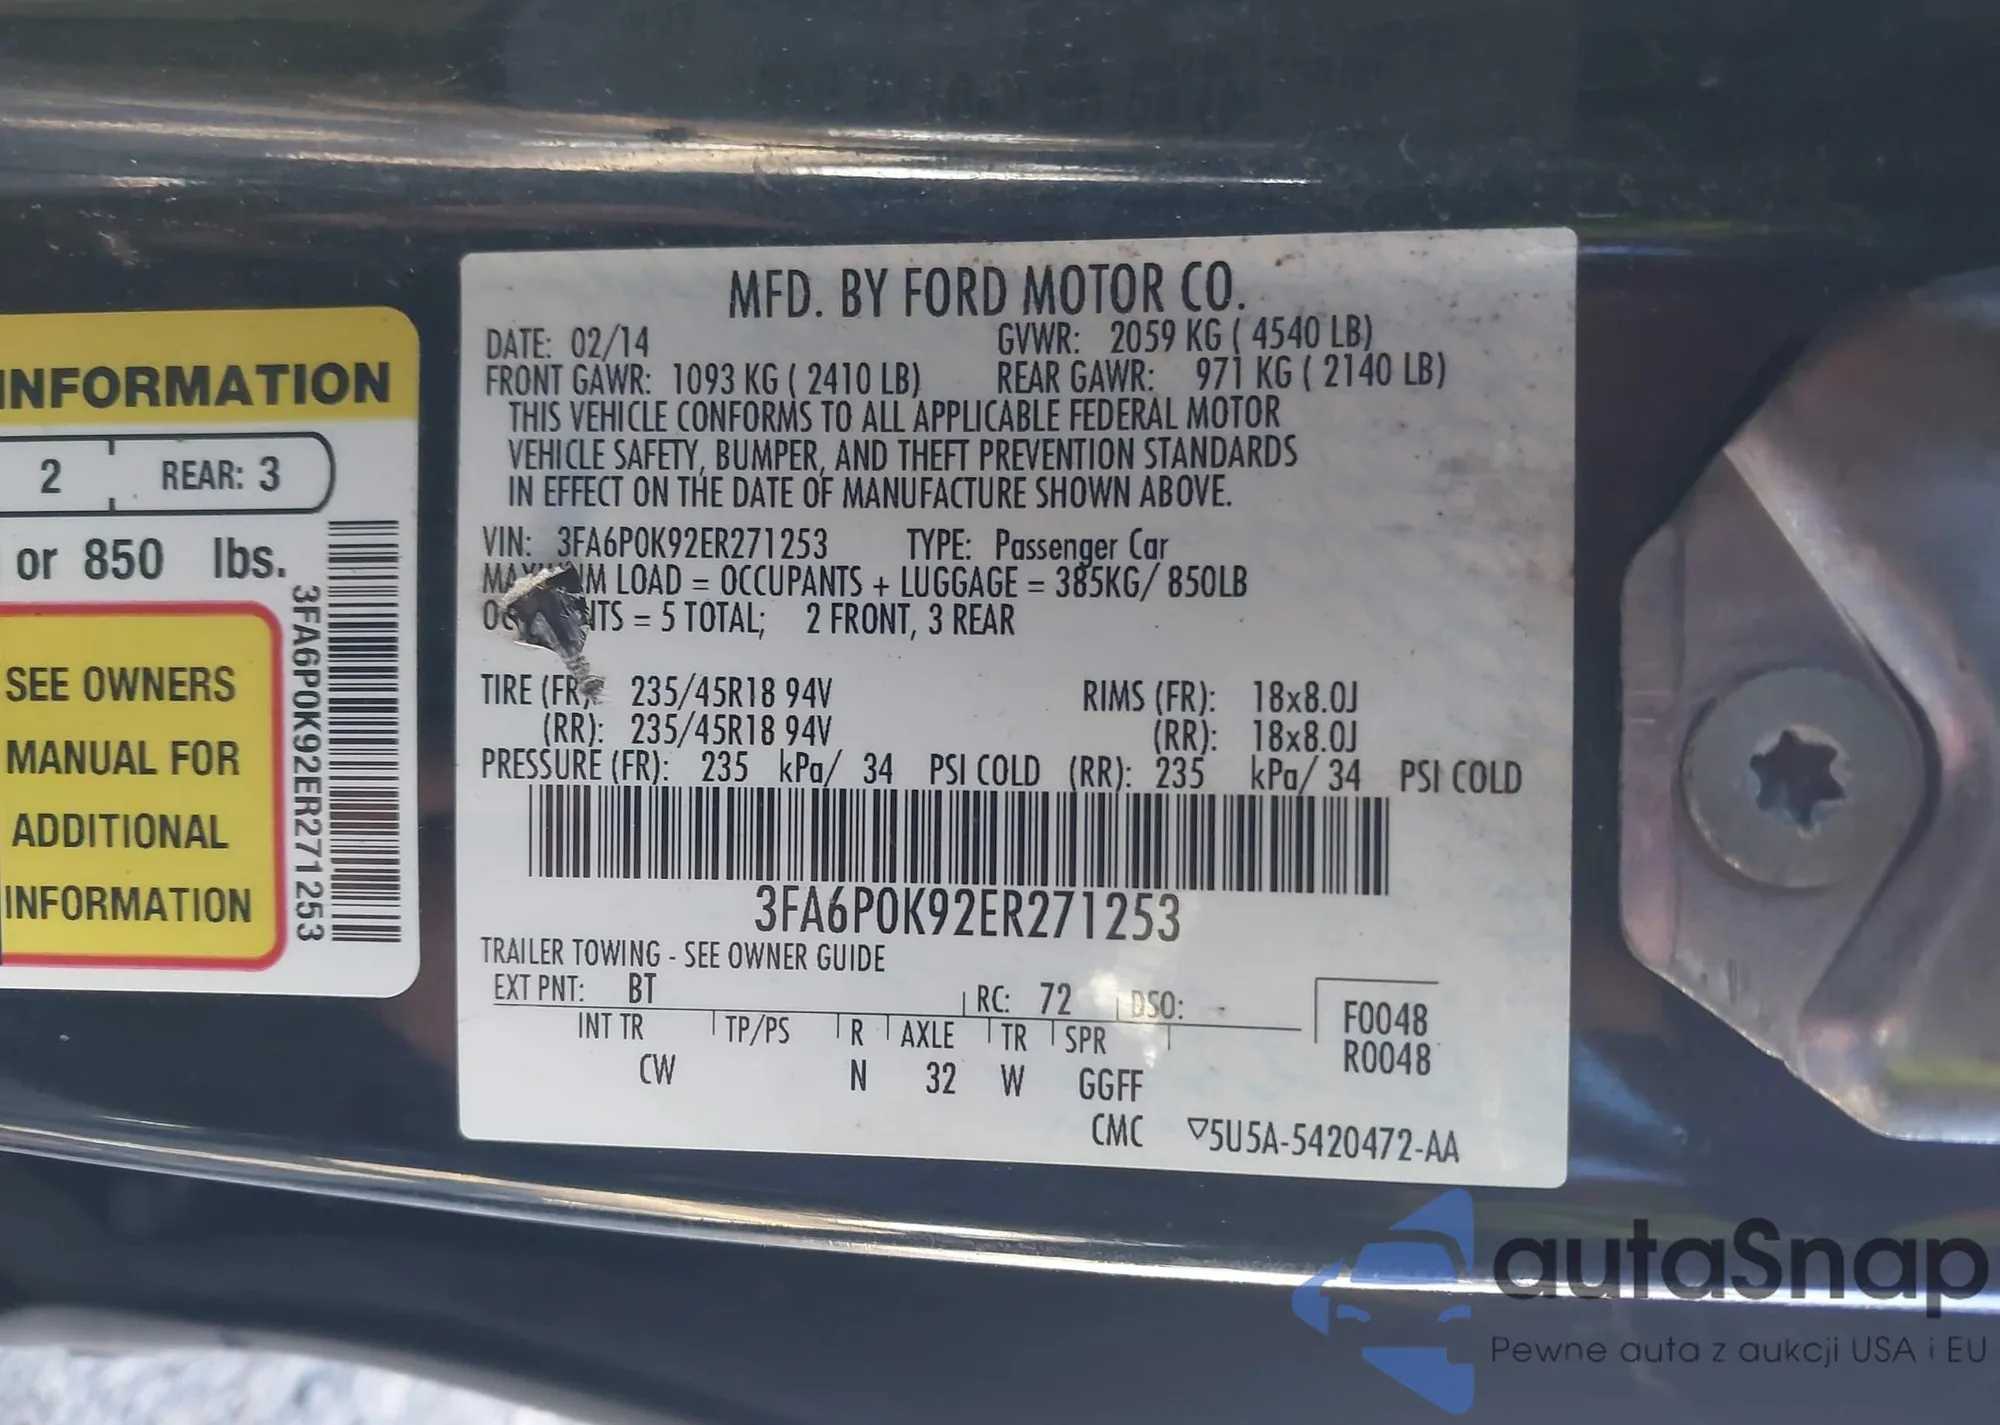 INFORMATION
2 REAR: 3
or 850 lbs.
SEE OWNERS
MANUAL FOR
ADDITIONAL
INFORMATION
3FA6P0K92ER271253
MFD. BY FORD MOTOR CO.
DATE: 02/14 GVWR: 2059 KG ( 4540 LB)
FRONT GAWR: 1093 KG ( 2410 LB) REAR GAWR: 971 KG ( 2140 LB)
THIS VEHICLE CONFORMS TO ALL APPLICABLE FEDERAL MOTOR
VEHICLE SAFETY, BUMPER, AND THEFT PREVENTION STANDARDS
IN EFFECT ON THE DATE OF MANUFACTURE SHOWN ABOVE.
VIN: 3FA6P0K92ER271253 TYPE: Passenger Car
LOAD = OCCUPANTS + LUGGAGE = 385KG/ 850LB
= 5 TOTAL; 2 FRONT, 3 REAR
TIRE (FR): 235/45R18 94V RIMS (FR): 18x8.0J
(RR): 235/45R18 94V (RR): 18x8.0J
PRESSURE (FR): 235 kPa/ 34 PSI COLD (RR): 235 kPa/ 34 PSI COLD
3FA6P0K92ER271253
TRAILER TOWING - SEE OWNER GUIDE
EXT PNT: BT RC: 72 DSO:
F0048
R0048
INT TR TP/PS R AXLE TR SPR
CW N 32 W GGFF
CMC ▽5U5A-5420472-AA
autaSnap
Pewne auta z aukcji USA i EU